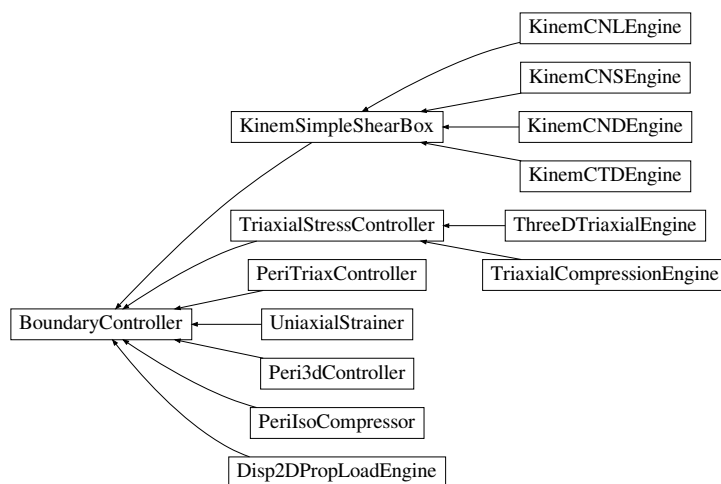 KinemCNLEngine
KinemCNSEngine
KinemSimpleShearBox
KinemCNDEngine
KinemCTDEngine
TriaxialStressController
ThreeDTriaxialEngine
PeriTriaxController
TriaxialCompressionEngine
BoundaryController
UniaxialStrainer
Peri3dController
PeriIsoCompressor
Disp2DPropLoadEngine